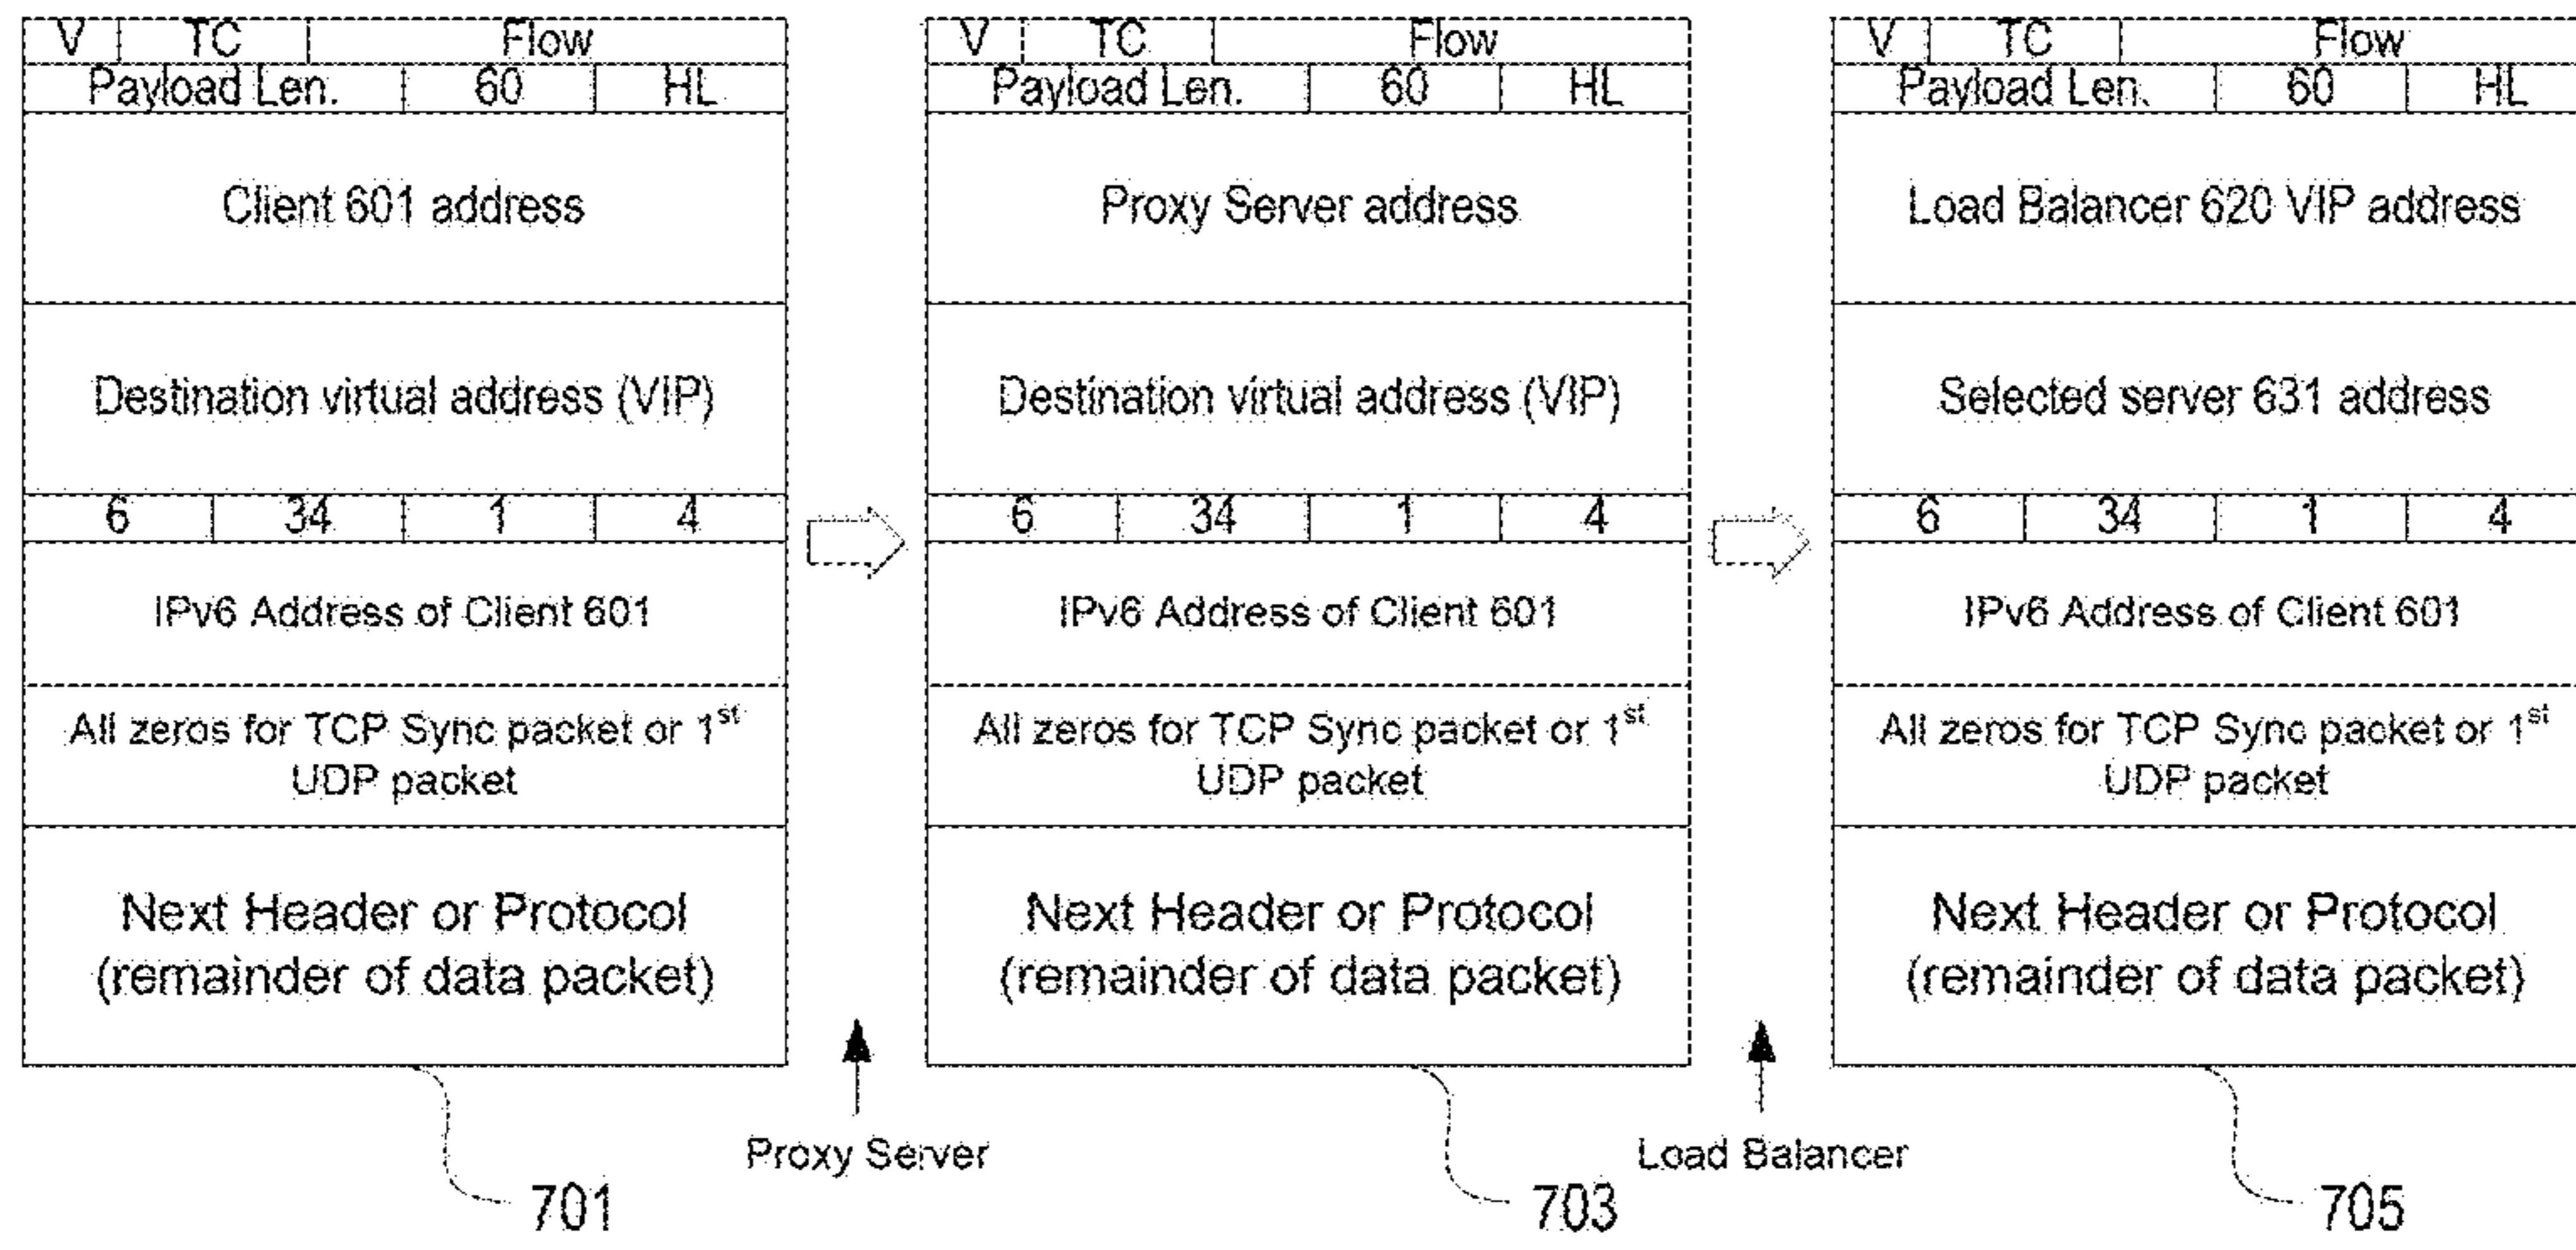 V TC Flow
Payload Len. 60 HL
Client 601 address
Destination virtual address (VIP)
6 34 1 4
IPv6 Address of Client 601
All zeros for TCP Sync packet or 1st
UDP packet
Next Header or Protocol
(remainder of data packet)
701
Proxy Server
V TC Flow
Payload Len. 60 HL
Proxy Server address
Destination virtual address (VIP)
6 34 1 4
IPv6 Address of Client 601
All zeros for TCP Sync packet or 1st
UDP packet
Next Header or Protocol
(remainder of data packet)
703
Load Balancer
V TC Flow
Payload Len. 60 HL
Load Balancer 620 VIP address
Selected server 631 address
6 34 1 4
IPv6 Address of Client 601
All zeros for TCP Sync packet or 1st
UDP packet
Next Header or Protocol
(remainder of data packet)
705